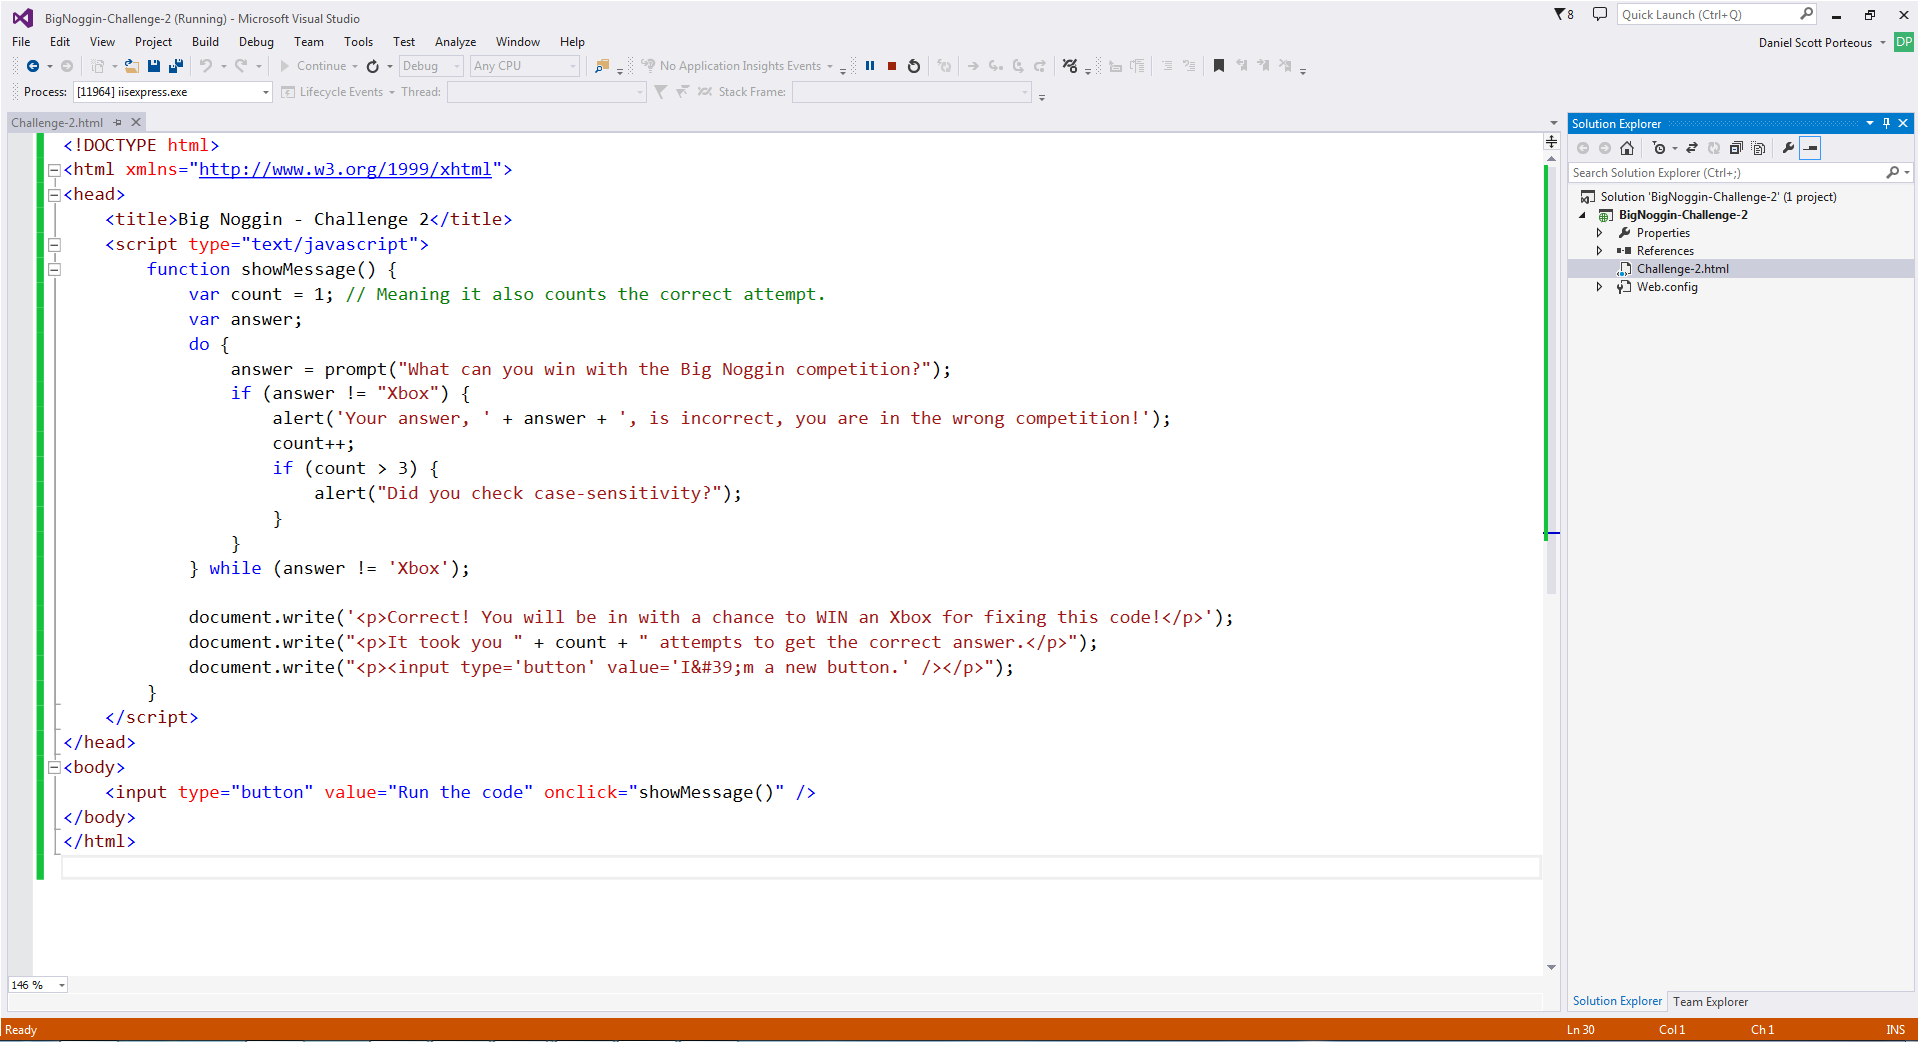 BigNoggin-Challenge-2 (Running) - Microsoft Visual Studio
8
Quick Launch (Ctrl+Q)
File Edit View Project Build Debug Team Tools Test Analyze Window Help
Daniel Scott Porteous DP
Continue Debug Any CPU No Application Insights Events
Process: [11964] iisexpress.exe Lifecycle Events Thread: Stack Frame:
Challenge-2.html
<!DOCTYPE html>
<html xmlns="http://www.w3.org/1999/xhtml">
<head>
<title>Big Noggin - Challenge 2</title>
<script type="text/javascript">
function showMessage() {
var count = 1; // Meaning it also counts the correct attempt.
var answer;
do {
answer = prompt("What can you win with the Big Noggin competition?");
if (answer != "Xbox") {
alert('Your answer, ' + answer + ', is incorrect, you are in the wrong competition!');
count++;
if (count > 3) {
alert("Did you check case-sensitivity?");
}
}
} while (answer != 'Xbox');
document.write('<p>Correct! You will be in with a chance to WIN an Xbox for fixing this code!</p>');
document.write("<p>It took you " + count + " attempts to get the correct answer.</p>");
document.write("<p><input type='button' value='I&#39;m a new button.' /></p>");
}
</script>
</head>
<body>
<input type="button" value="Run the code" onclick="showMessage()" />
</body>
</html>
146 %
Solution Explorer
Search Solution Explorer (Ctrl+;)
Solution 'BigNoggin-Challenge-2' (1 project)
BigNoggin-Challenge-2
Properties
References
Challenge-2.html
Web.config
Solution Explorer Team Explorer
Ready Ln 30 Col 1 Ch 1 INS